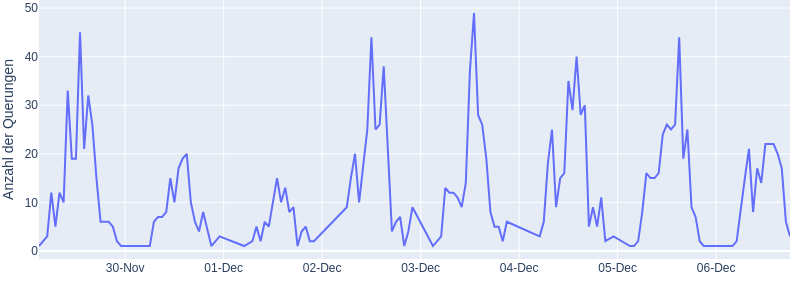 Anzahl der Querungen
50
40
30
20
10
0
30-Nov
01-Dec
02-Dec
03-Dec
04-Dec
05-Dec
06-Dec